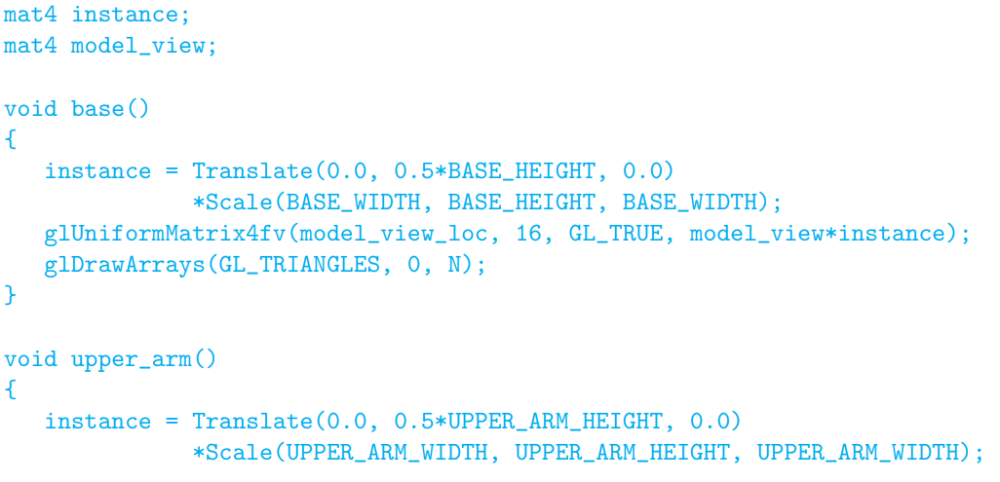 mat4 instance;
mat4 model_view;

void base()
{
   instance = Translate(0.0, 0.5*BASE_HEIGHT, 0.0)
              *Scale(BASE_WIDTH, BASE_HEIGHT, BASE_WIDTH);
   glUniformMatrix4fv(model_view_loc, 16, GL_TRUE, model_view*instance);
   glDrawArrays(GL_TRIANGLES, 0, N);
}

void upper_arm()
{
   instance = Translate(0.0, 0.5*UPPER_ARM_HEIGHT, 0.0)
              *Scale(UPPER_ARM_WIDTH, UPPER_ARM_HEIGHT, UPPER_ARM_WIDTH);